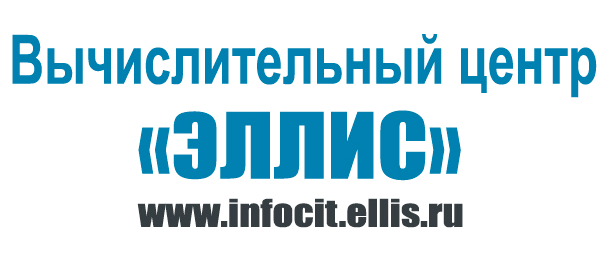 Вычислительный центр
«ЭЛЛИС»
www.infocit.ellis.ru